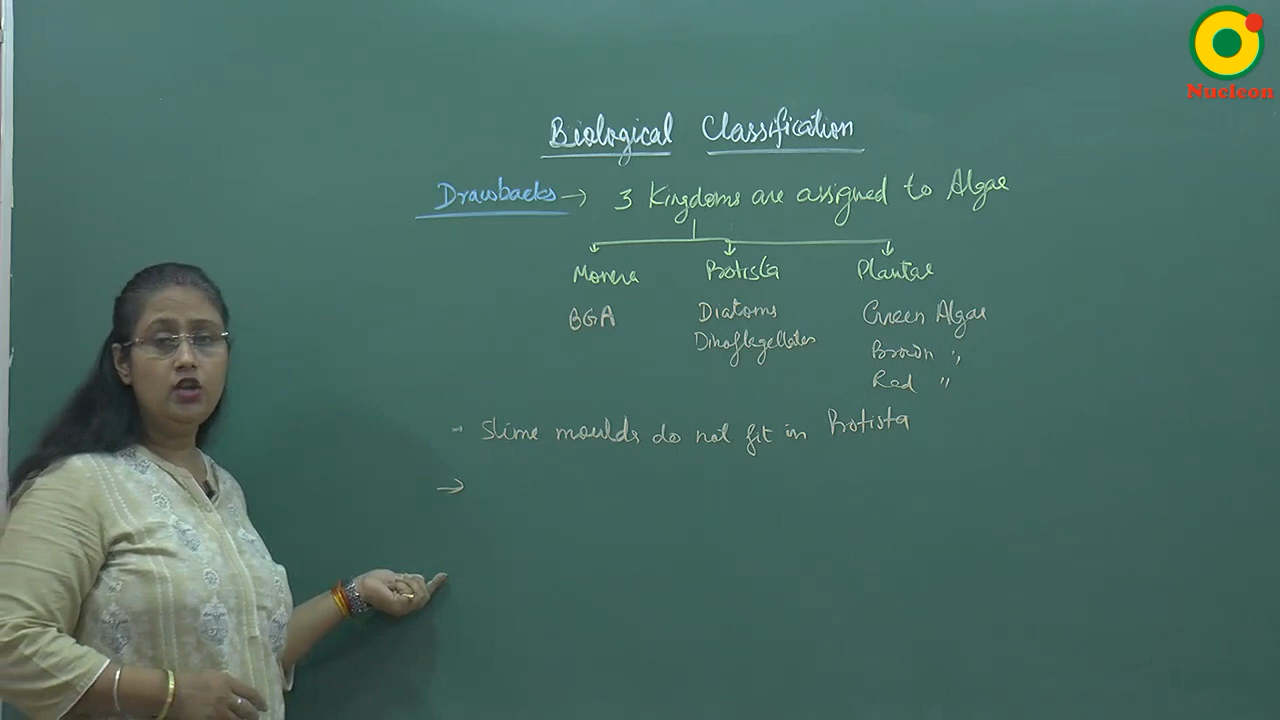 Nucleon
Biological Classification
Drawbacks → 3 Kingdoms are assigned to Algae
Monera Protista Plantae
BGA Diatoms Green Algae
Dinoflagellates Brown "
Red "
- Slime moulds do not fit in Protista
→